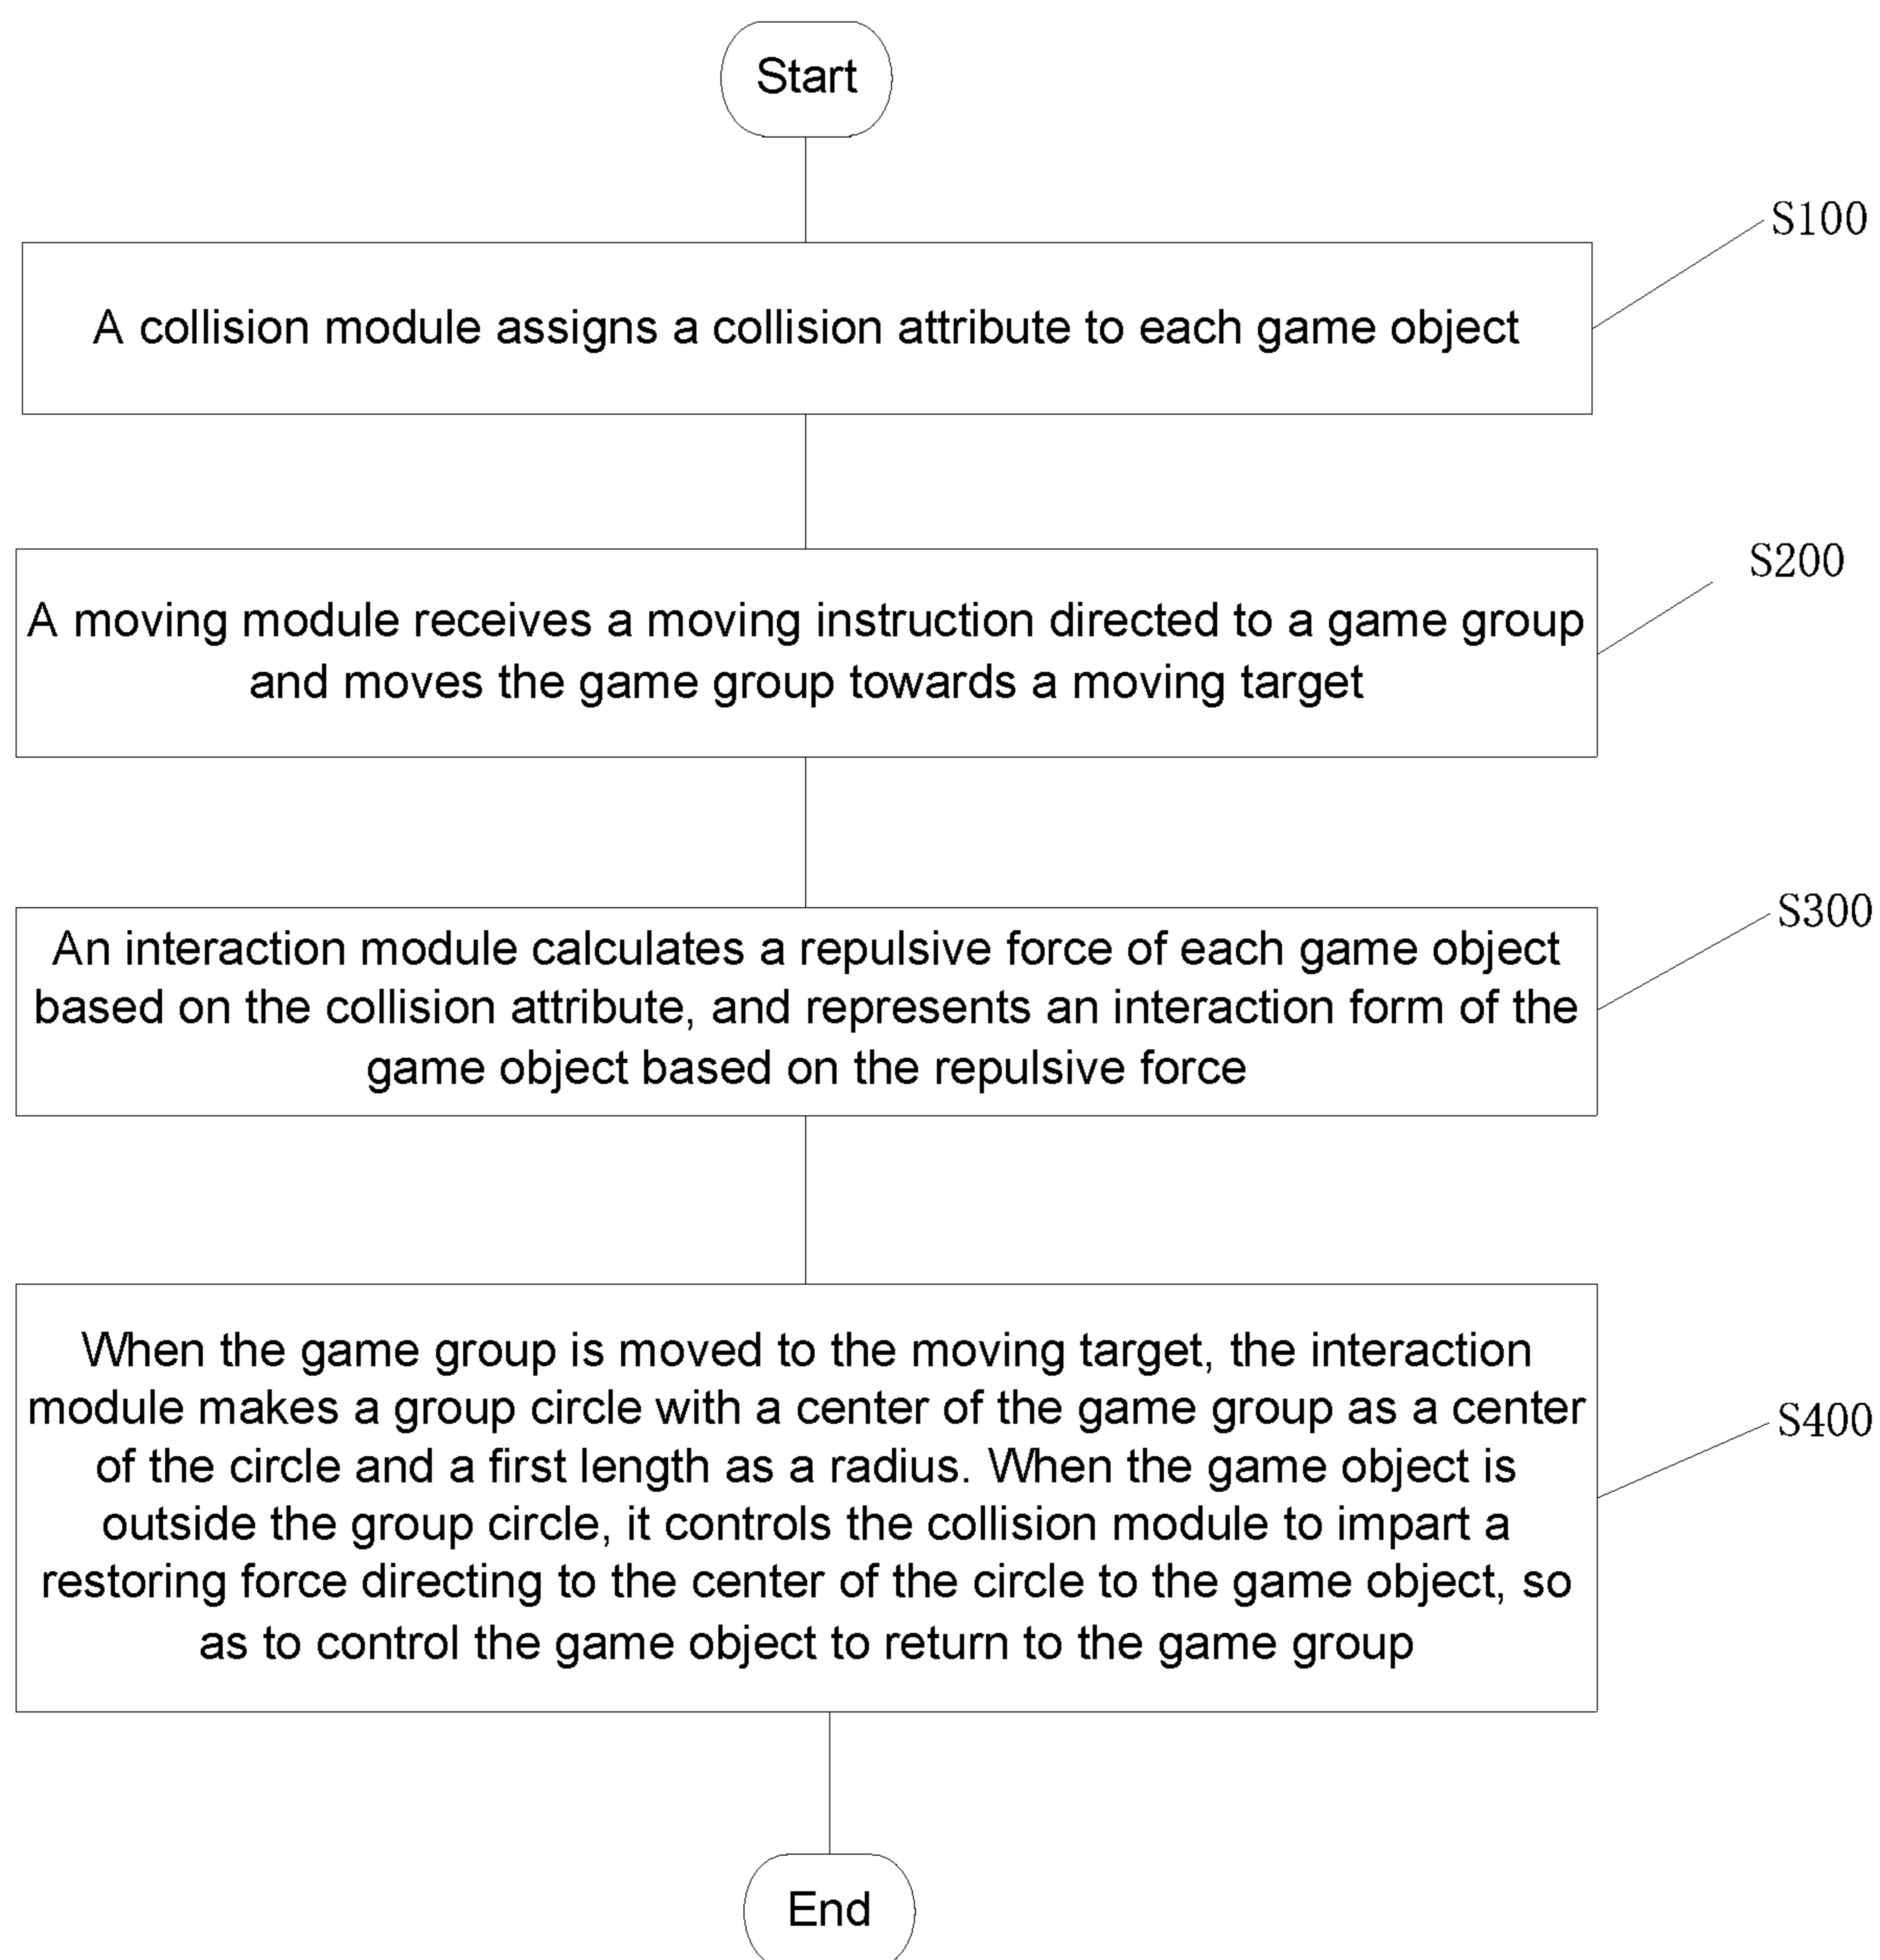 Start
S100
A collision module assigns a collision attribute to each game object
S200
A moving module receives a moving instruction directed to a game group
and moves the game group towards a moving target
S300
An interaction module calculates a repulsive force of each game object
based on the collision attribute, and represents an interaction form of the
game object based on the repulsive force
When the game group is moved to the moving target, the interaction
module makes a group circle with a center of the game group as a center
S400
of the circle and a first length as a radius. When the game object is
outside the group circle, it controls the collision module to impart a
restoring force directing to the center of the circle to the game object, so
as to control the game object to return to the game group
End